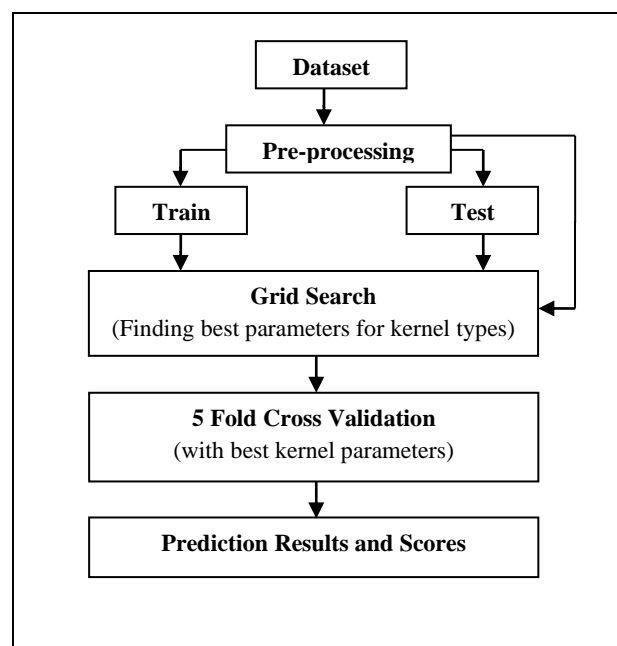 Dataset
Pre-processing
Train
Test
Grid Search
(Finding best parameters for kernel types)
5 Fold Cross Validation
(with best kernel parameters)
Prediction Results and Scores